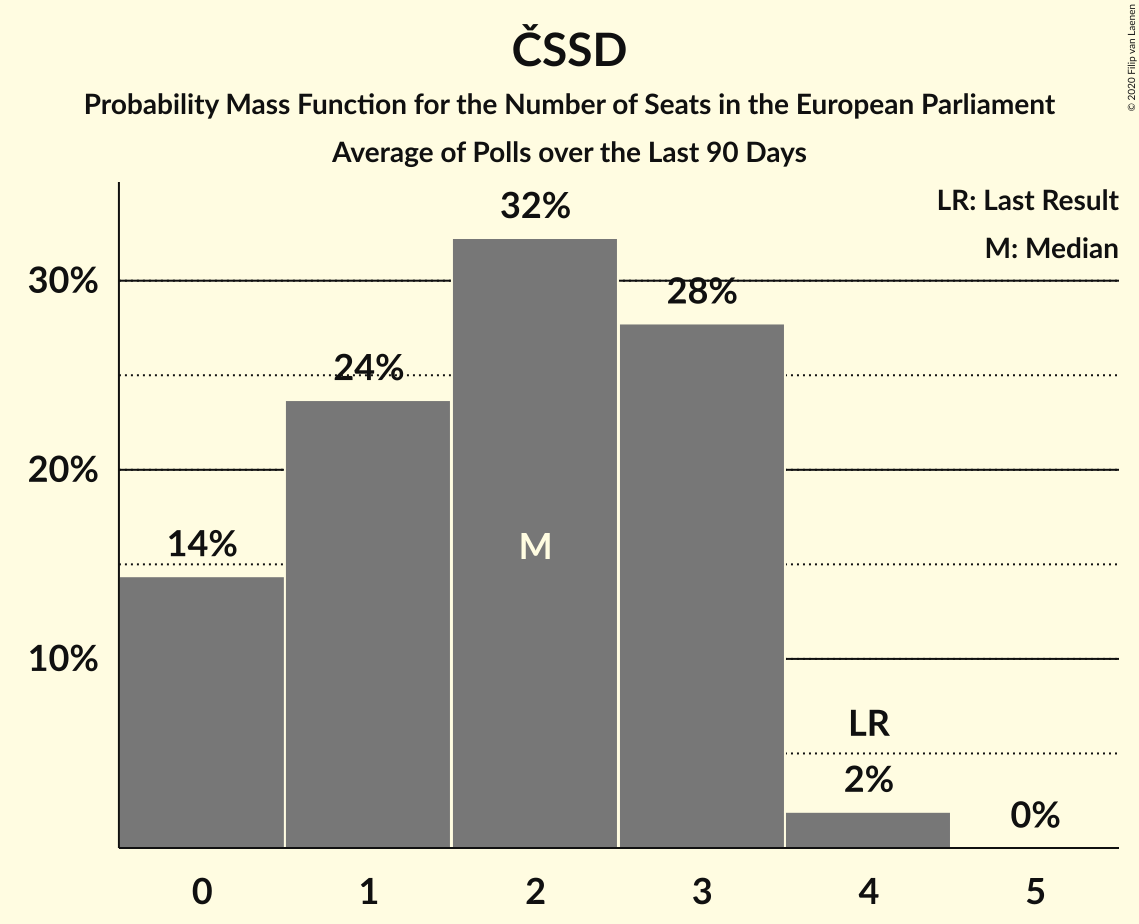 ČSSD
Probability Mass Function for the Number of Seats in the European Parliament
Average of Polls over the Last 90 Days
© 2020 Filip van Laenen
LR: Last Result
M: Median
32%
30%
28%
24%
20%
14%
M
10%
LR
2%
0%
0 1 2 3 4 5